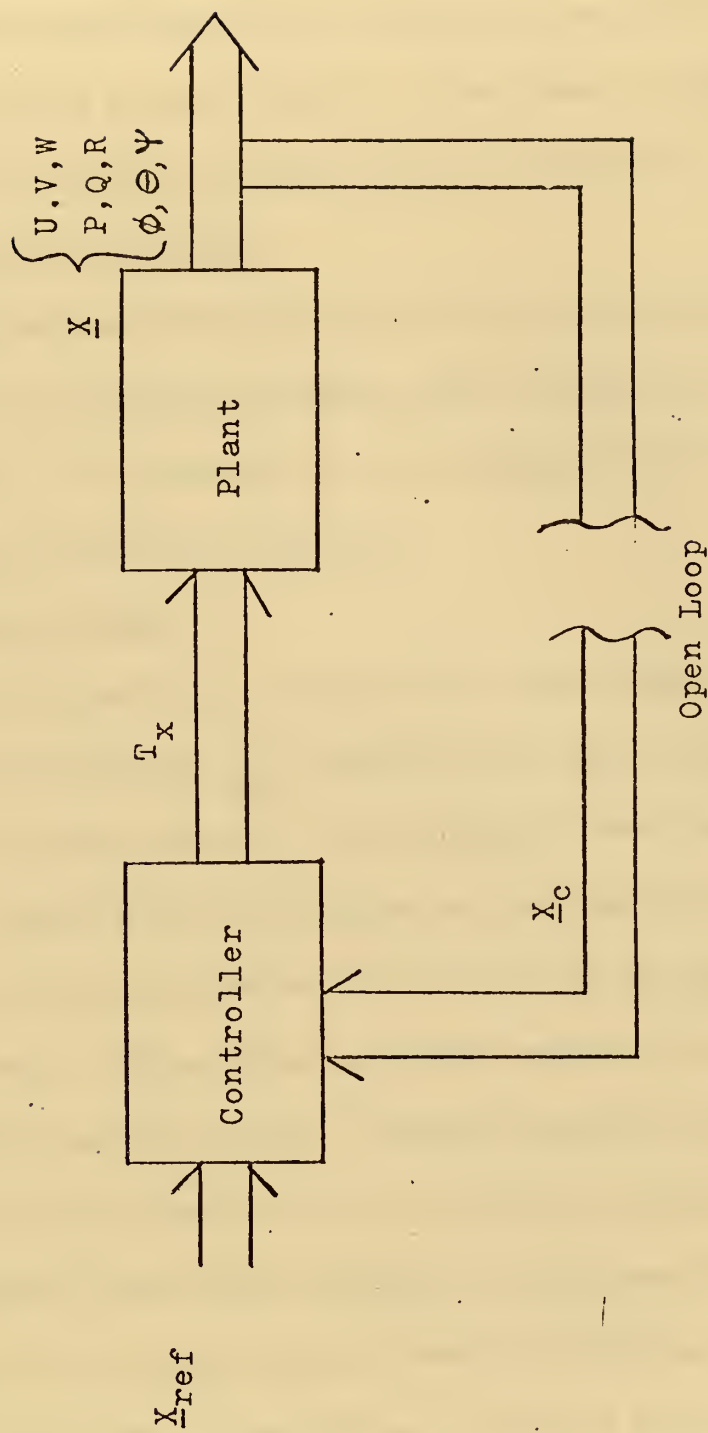 X_ref
Controller
T_x
Plant
X
U,V,W
P,Q,R
ϕ,Θ,Ψ
X_c
Open Loop